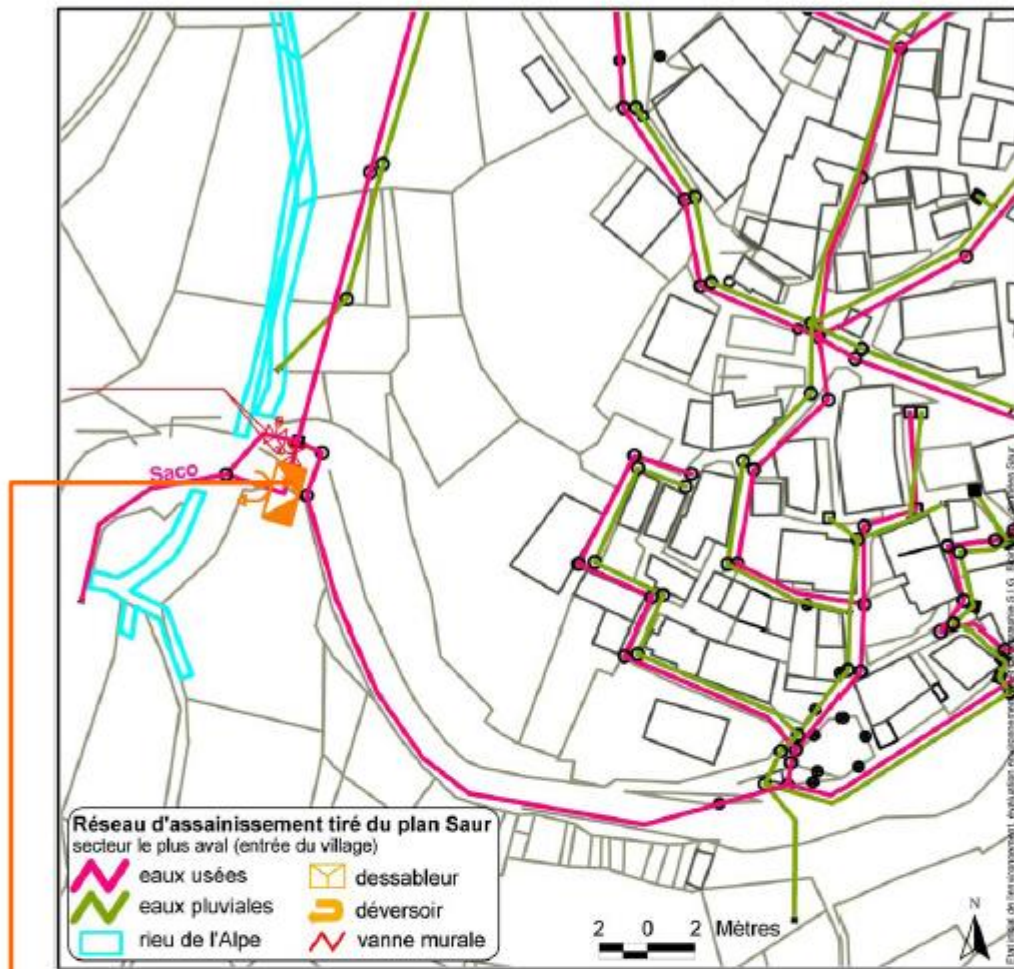 Saco
Réseau d'assainissement tiré du plan Saur
secteur le plus aval (entrée du village)
eaux usées
dessableur
eaux pluviales
déversoir
rieu de l'Alpe
vanne murale
2 0 2 Mètres
N